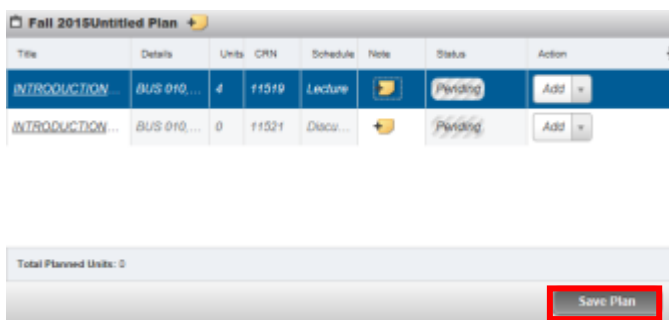 Fall 2015Untitled Plan
Title Details Units CRN Schedule Note Status Action
INTRODUCTION... BUS 010,... 4 11519 Lecture Pending Add
INTRODUCTION... BUS 010,... 0 11521 Discu... Pending Add
Total Planned Units: 0
Save Plan